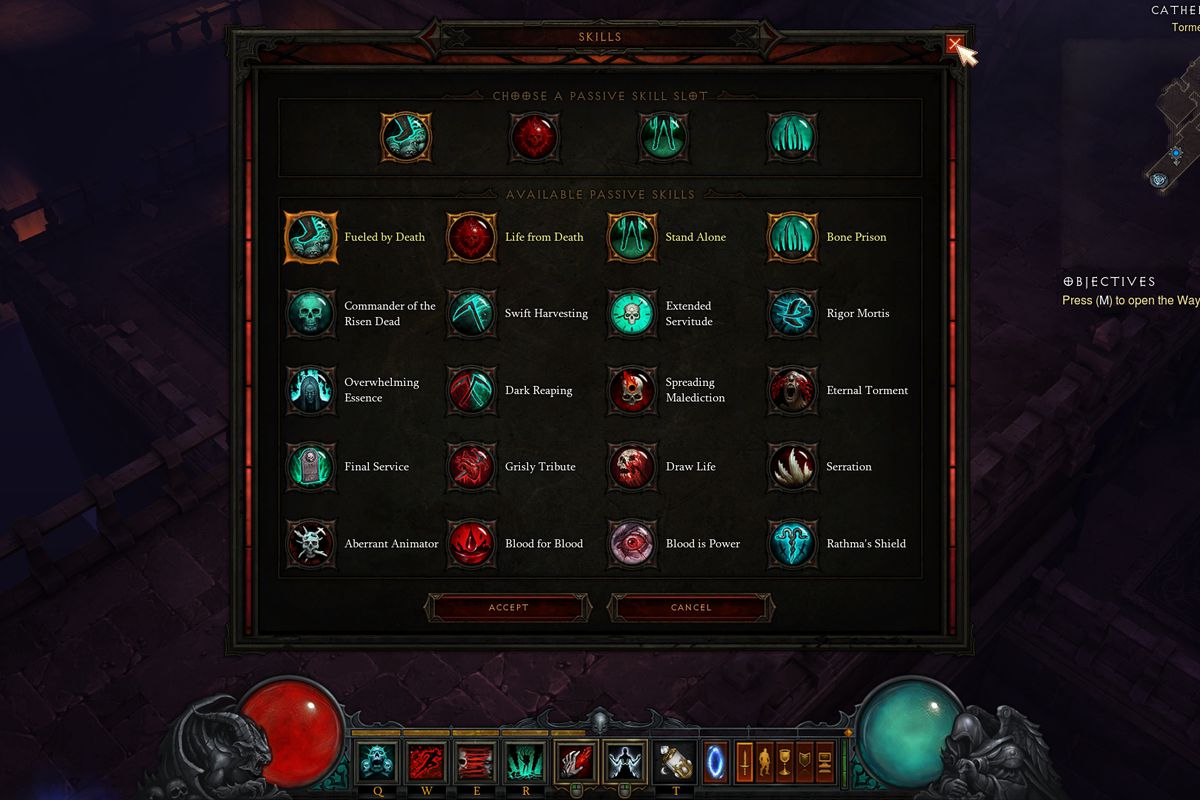 CATHE
Torme
SKILLS
CHOOSE A PASSIVE SKILL SLOT
AVAILABLE PASSIVE SKILLS
Fueled by Death
Life from Death
Stand Alone
Bone Prison
Commander of the
Risen Dead
Swift Harvesting
Extended
Servitude
Rigor Mortis
Overwhelming
Essence
Dark Reaping
Spreading
Malediction
Eternal Torment
Final Service
Grisly Tribute
Draw Life
Serration
Aberrant Animator
Blood for Blood
Blood is Power
Rathma's Shield
ACCEPT
CANCEL
OBJECTIVES
Press (M) to open the Way
Q W E R T